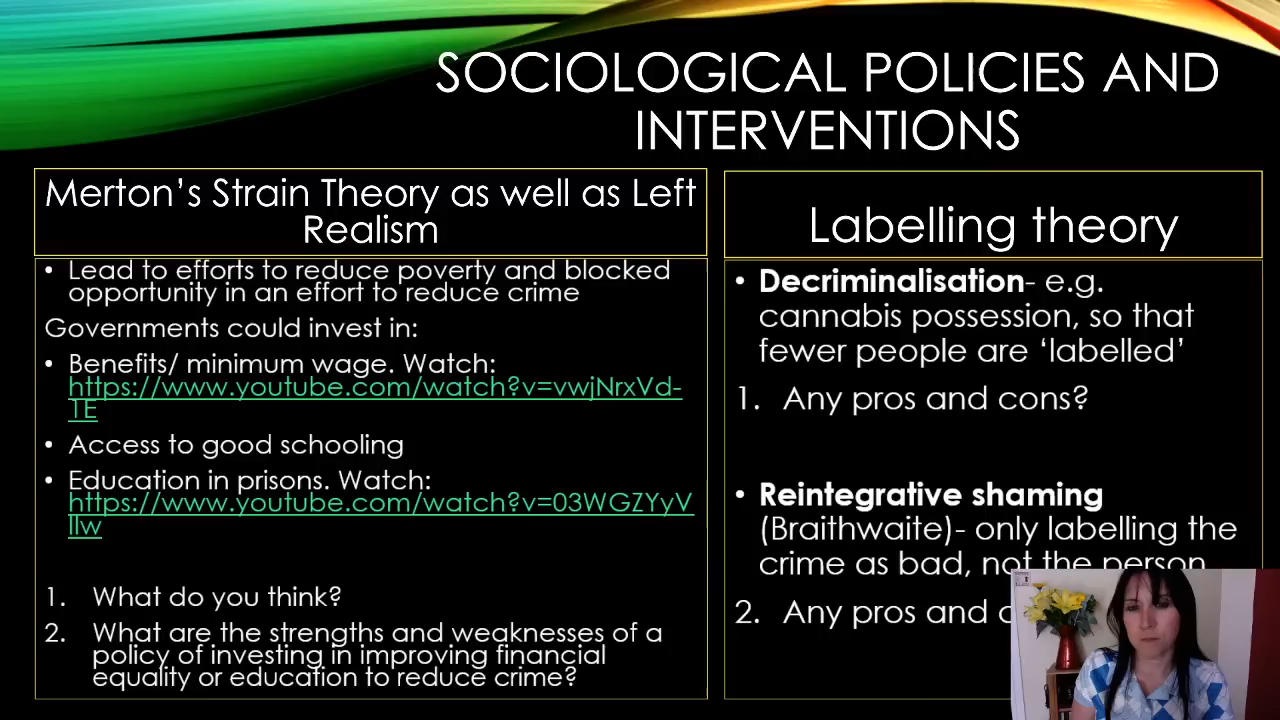 SOCIOLOGICAL POLICIES AND
INTERVENTIONS
Merton’s Strain Theory as well as Left
Realism
• Lead to efforts to reduce poverty and blocked
opportunity in an effort to reduce crime
Governments could invest in:
• Benefits/ minimum wage. Watch:
https://www.youtube.com/watch?v=vwjNrxVd-
TE
• Access to good schooling
• Education in prisons. Watch:
https://www.youtube.com/watch?v=03WGZYyV
llw
1. What do you think?
2. What are the strengths and weaknesses of a
policy of investing in improving financial
equality or education to reduce crime?
Labelling theory
• Decriminalisation- e.g.
cannabis possession, so that
fewer people are ‘labelled’
1. Any pros and cons?
• Reintegrative shaming
(Braithwaite)- only labelling the
crime as bad, not the person
2. Any pros and